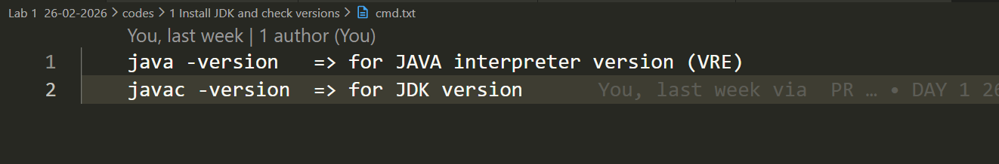 Lab 1 26-02-2026 > codes > 1 Install JDK and check versions > cmd.txt
You, last week | 1 author (You)
1 java -version => for JAVA interpreter version (VRE)
2 javac -version => for JDK version You, last week via PR … • DAY 1 26